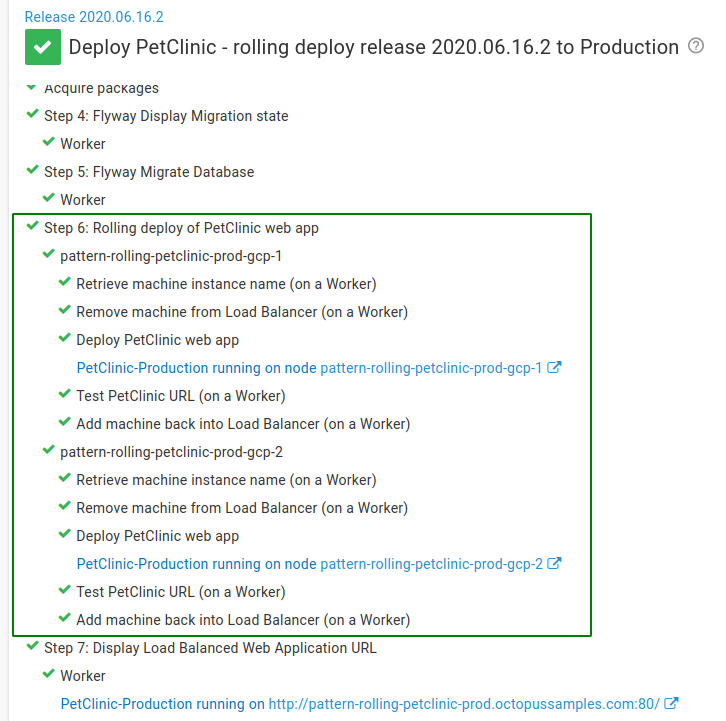 Release 2020.06.16.2
Deploy PetClinic - rolling deploy release 2020.06.16.2 to Production
Acquire packages
Step 4: Flyway Display Migration state
Worker
Step 5: Flyway Migrate Database
Worker
Step 6: Rolling deploy of PetClinic web app
pattern-rolling-petclinic-prod-gcp-1
Retrieve machine instance name (on a Worker)
Remove machine from Load Balancer (on a Worker)
Deploy PetClinic web app
PetClinic-Production running on node pattern-rolling-petclinic-prod-gcp-1
Test PetClinic URL (on a Worker)
Add machine back into Load Balancer (on a Worker)
pattern-rolling-petclinic-prod-gcp-2
Retrieve machine instance name (on a Worker)
Remove machine from Load Balancer (on a Worker)
Deploy PetClinic web app
PetClinic-Production running on node pattern-rolling-petclinic-prod-gcp-2
Test PetClinic URL (on a Worker)
Add machine back into Load Balancer (on a Worker)
Step 7: Display Load Balanced Web Application URL
Worker
PetClinic-Production running on http://pattern-rolling-petclinic-prod.octopussamples.com:80/